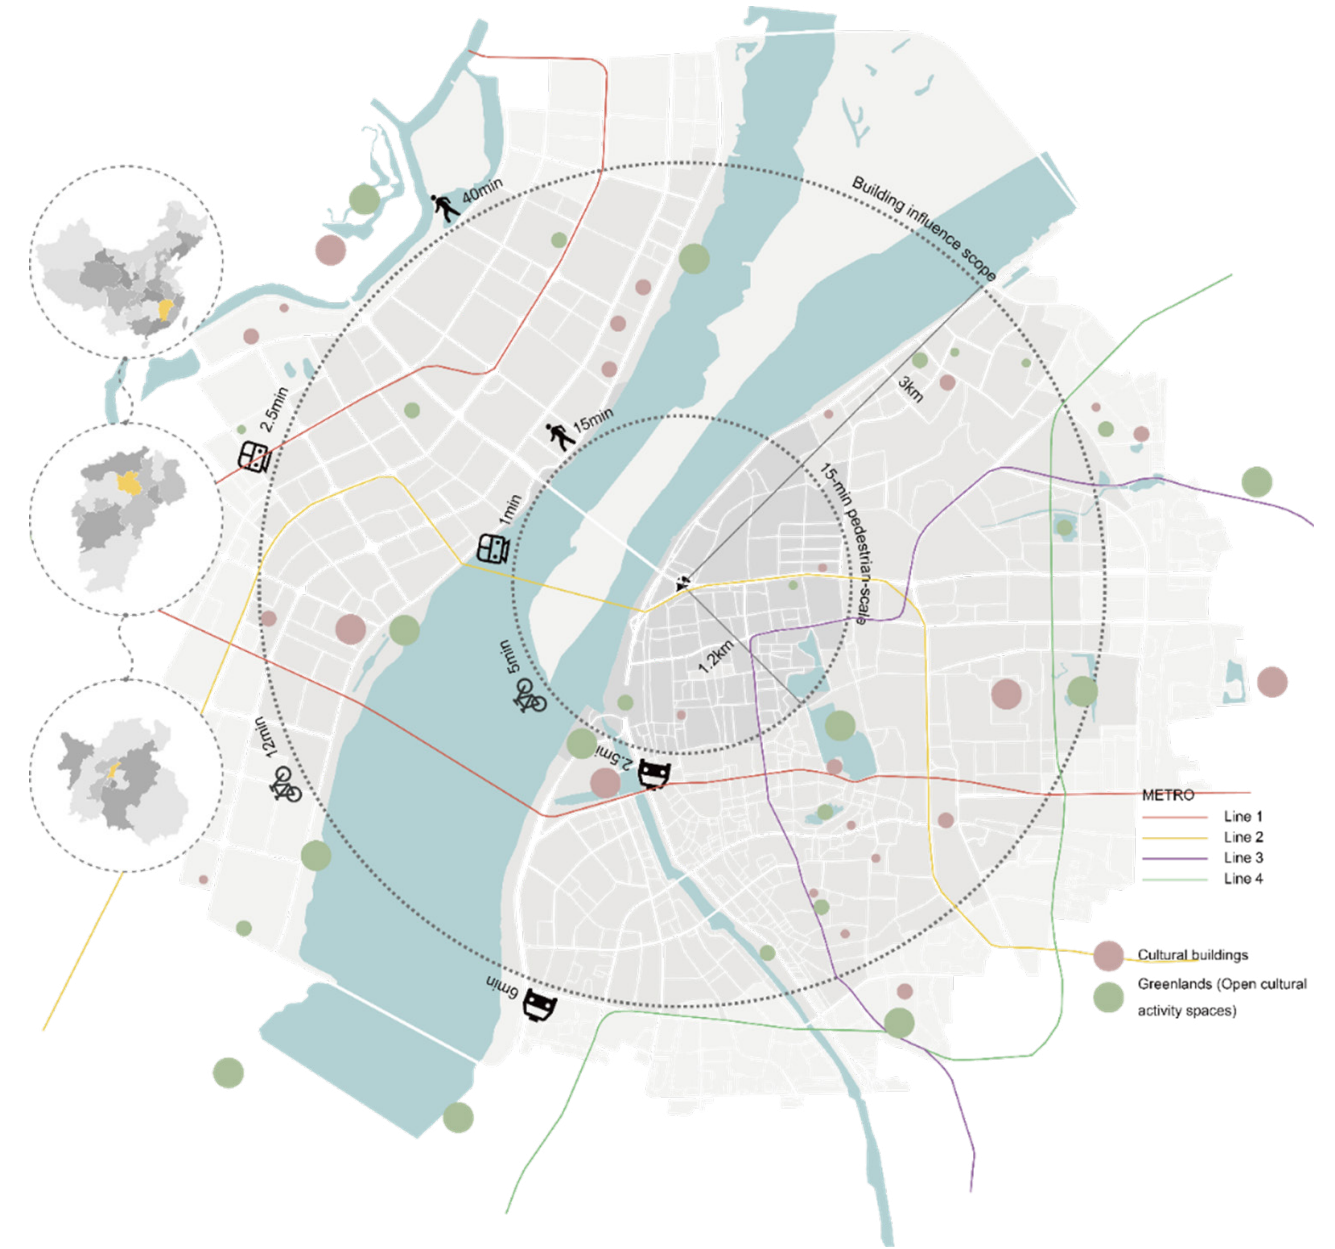 40min
Building influence scope
3km
2.5min
15min
1min
15-min pedestrian-scale
5min
1.2km
12min
2.5mi
6min
METRO
Line 1
Line 2
Line 3
Line 4
Cultural buildings
Greenlands (Open cultural
activity spaces)